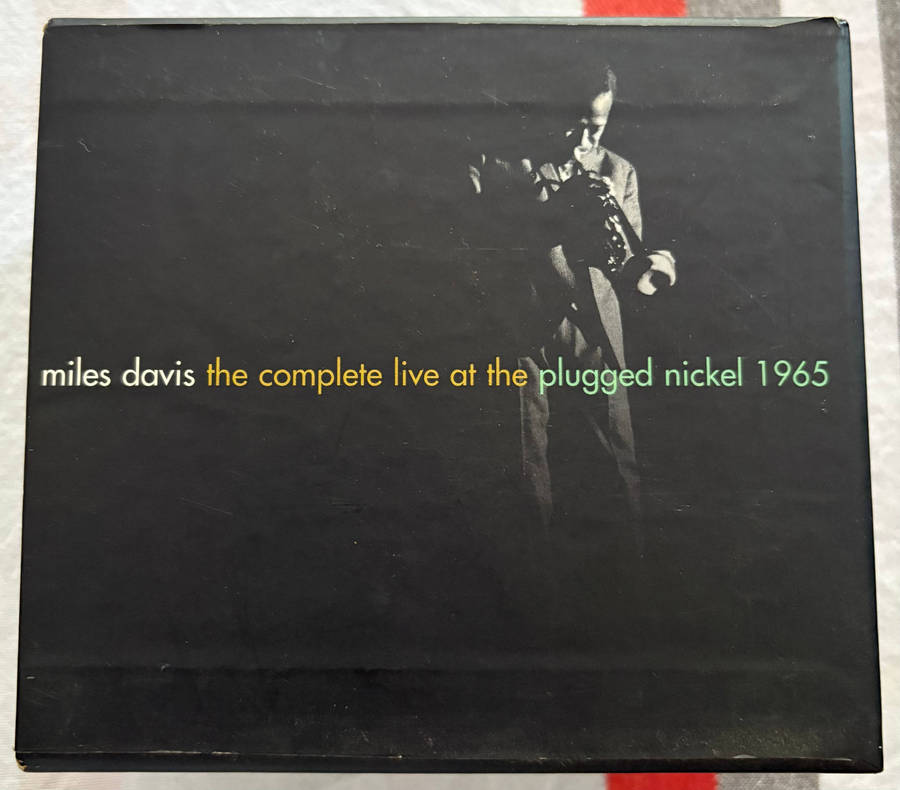 miles davis the complete live at the plugged nickel 1965